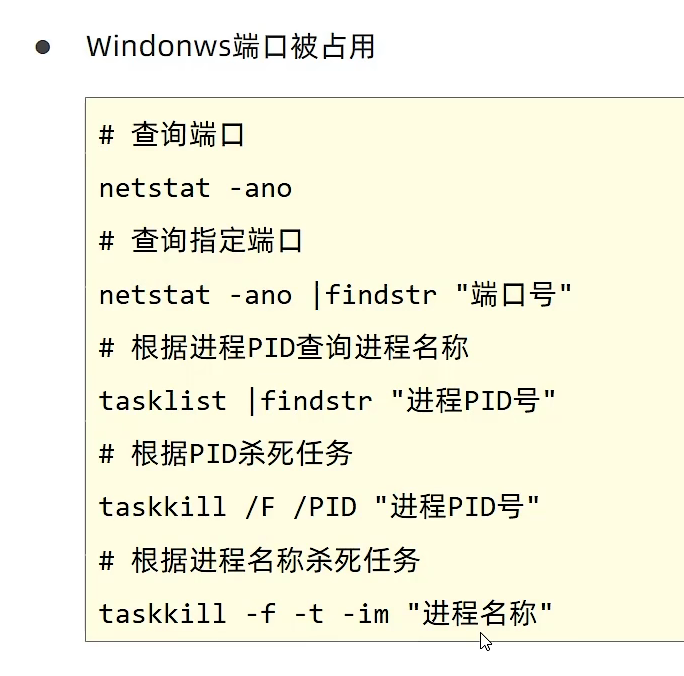 Windonws端口被占用
# 查询端口
netstat -ano
# 查询指定端口
netstat -ano |findstr "端口号"
# 根据进程PID查询进程名称
tasklist |findstr "进程PID号"
# 根据PID杀死任务
taskkill /F /PID "进程PID号"
# 根据进程名称杀死任务
taskkill -f -t -im "进程名称"